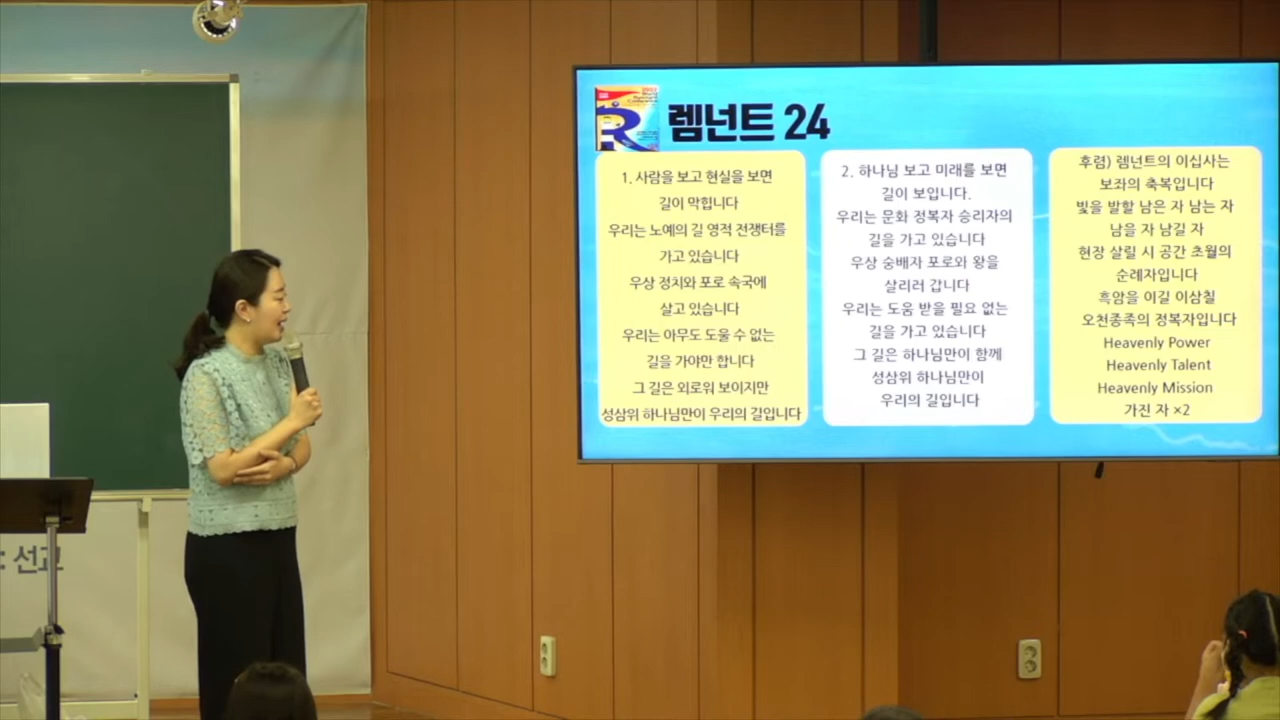 렘넌트 24
1. 사람을 보고 현실을 보면
길이 막힙니다
우리는 노예의 길 영적 전쟁터를
가고 있습니다
우상 정치와 포로 속국에
살고 있습니다
우리는 아무도 도울 수 없는
길을 가야만 합니다
그 길은 외로워 보이지만
성삼위 하나님만이 우리의 길입니다
2. 하나님 보고 미래를 보면
길이 보입니다.
우리는 문화 정복자 승리자의
길을 가고 있습니다
우상 숭배자 포로와 왕을
살리러 갑니다
우리는 도움 받을 필요 없는
길을 가고 있습니다
그 길은 하나님만이 함께
성삼위 하나님만이
우리의 길입니다
후렴) 렘넌트의 이십사는
보좌의 축복입니다
빛을 발할 남은 자 남는 자
남을 자 남길 자
현장 살릴 시 공간 초월의
순례자입니다
흑암을 이길 이삼칠
오천종족의 정복자입니다
Heavenly Power
Heavenly Talent
Heavenly Mission
가진 자 ×2
: 선교